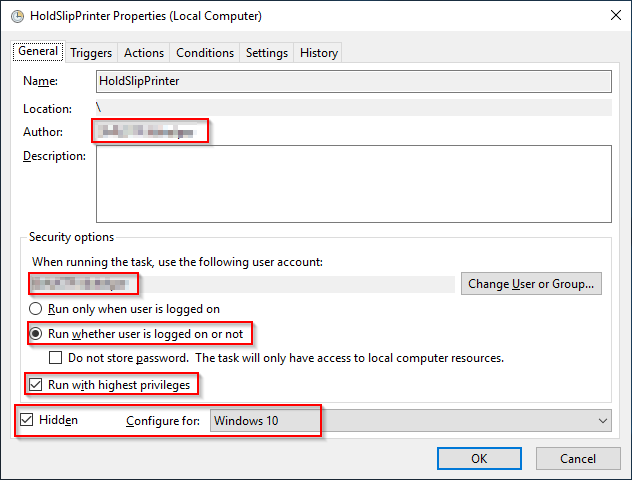 HoldSlipPrinter Properties (Local Computer)
General Triggers Actions Conditions Settings History
Name: HoldSlipPrinter
Location: \
Author:
Description:
Security options
When running the task, use the following user account:
Change User or Group...
Run only when user is logged on
Run whether user is logged on or not
Do not store password. The task will only have access to local computer resources.
Run with highest privileges
Hidden Configure for: Windows 10
OK Cancel